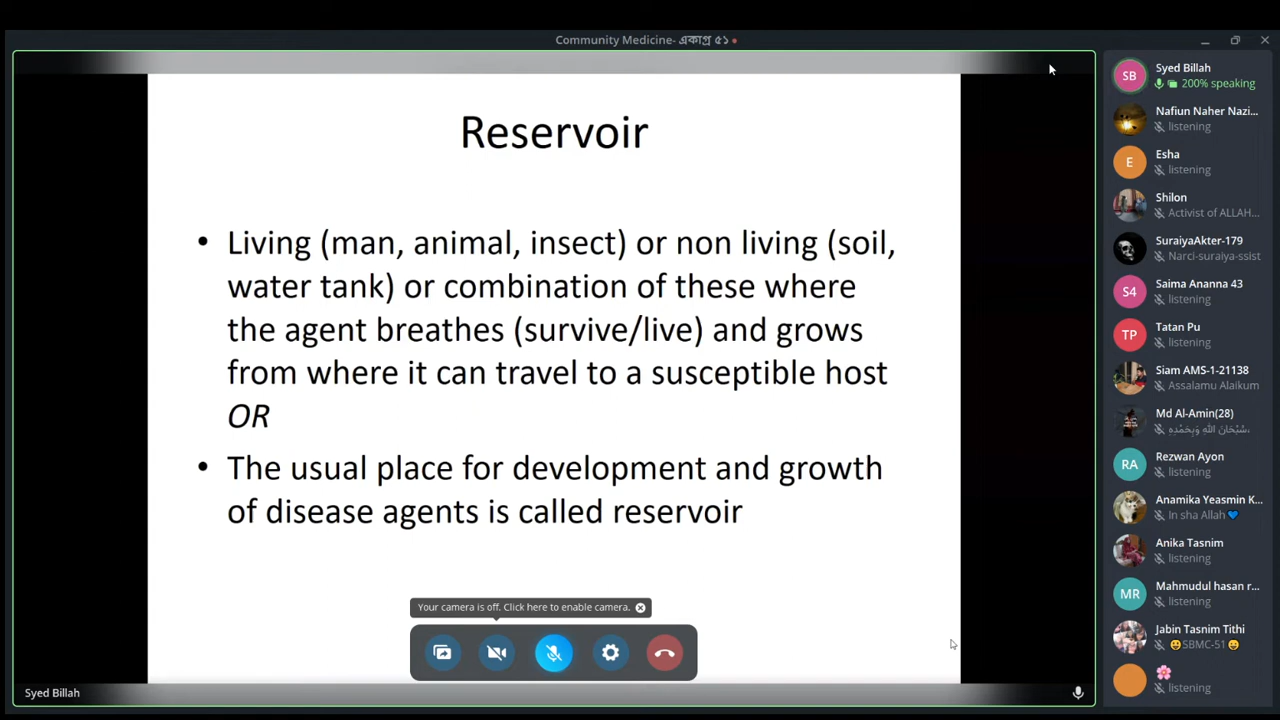 Community Medicine- একাগ্র ৫১
Reservoir
• Living (man, animal, insect) or non living (soil,
water tank) or combination of these where
the agent breathes (survive/live) and grows
from where it can travel to a susceptible host
OR
• The usual place for development and growth
of disease agents is called reservoir
Your camera is off. Click here to enable camera.
Syed Billah
SB
Syed Billah
200% speaking
Nafiun Naher Nazi...
listening
E
Esha
listening
Shilon
Activist of ALLAH...
SuraiyaAkter-179
Narci-suraiya-ssist
S4
Saima Ananna 43
listening
TP
Tatan Pu
listening
Siam AMS-1-21138
Assalamu Alaikum
Md Al-Amin(28)
سُبْحَانَ اللهِ وَبِحَمْدِهِ،
RA
Rezwan Ayon
listening
Anamika Yeasmin K...
In sha Allah💙
Anika Tasnim
listening
MR
Mahmudul hasan r...
listening
Jabin Tasnim Tithi
😃SBMC-51😛
🌸
listening